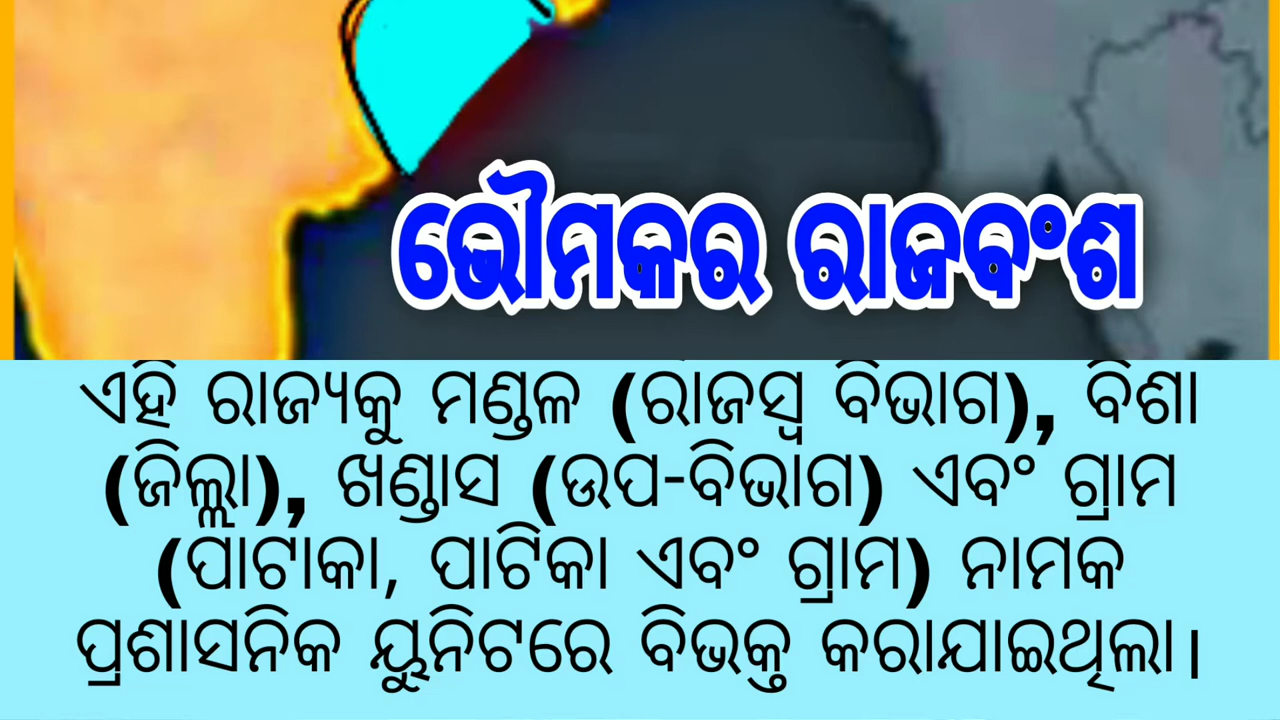 ଭୌମକର ରାଜବଂଶ
ଏହି ରାଜ୍ୟକୁ ମଣ୍ଡଳ (ରାଜସ୍ୱ ବିଭାଗ), ବିଶା
(ଜିଲ୍ଲା), ଖଣ୍ଡାସ (ଉପ-ବିଭାଗ) ଏବଂ ଗ୍ରାମ
(ପାଟାକା, ପାଟିକା ଏବଂ ଗ୍ରାମ) ନାମକ
ପ୍ରଶାସନିକ ୟୁନିଟରେ ବିଭକ୍ତ କରାଯାଇଥିଲା।